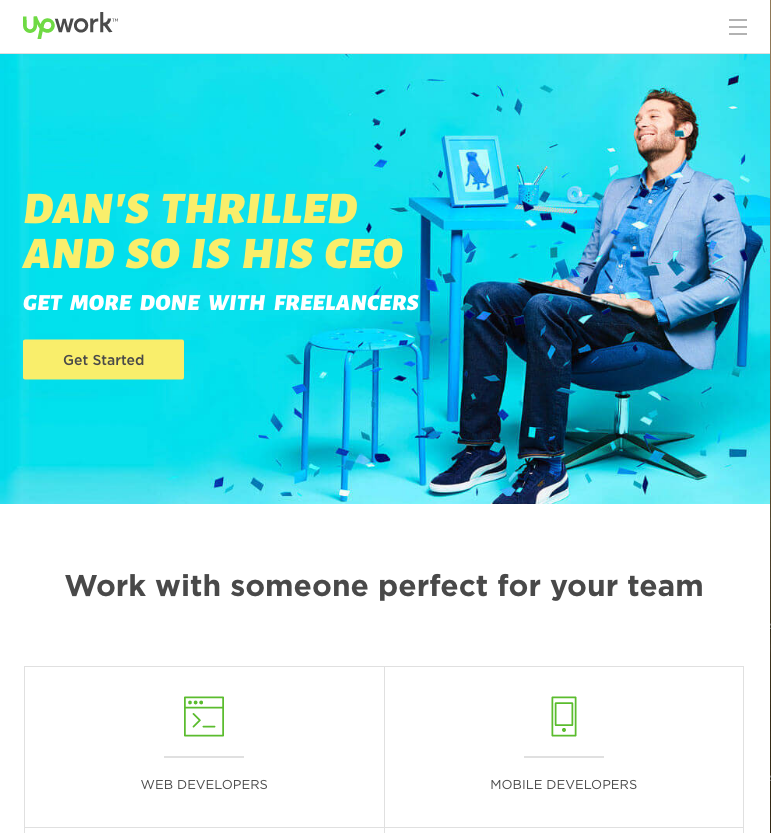 Upwork™
DAN'S THRILLED
AND SO IS HIS CEO
GET MORE DONE WITH FREELANCERS
Get Started
Work with someone perfect for your team
WEB DEVELOPERS
MOBILE DEVELOPERS